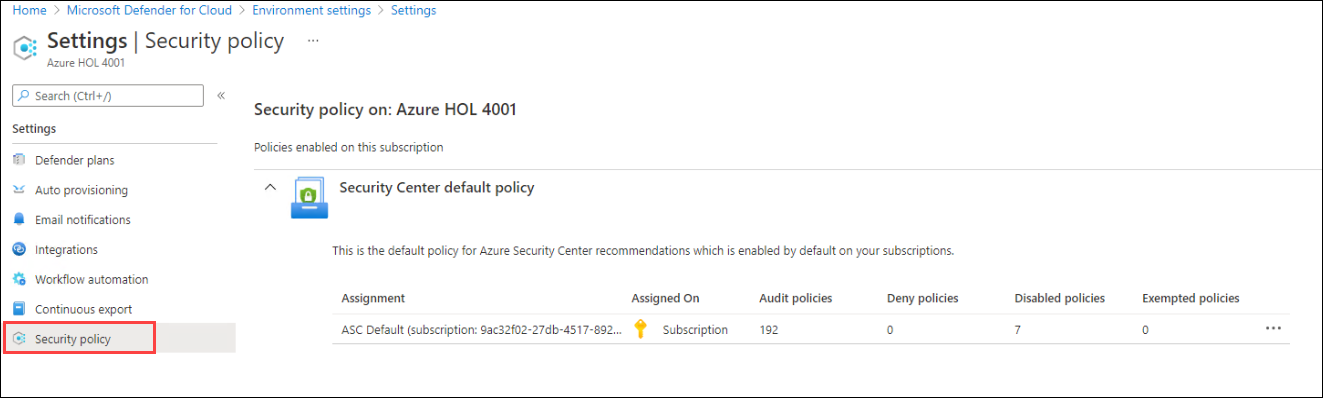 Home > Microsoft Defender for Cloud > Environment settings > Settings
Settings | Security policy ...
Azure HOL 4001
Search (Ctrl+/) «
Settings
Defender plans
Auto provisioning
Email notifications
Integrations
Workflow automation
Continuous export
Security policy
Security policy on: Azure HOL 4001
Policies enabled on this subscription
Security Center default policy
This is the default policy for Azure Security Center recommendations which is enabled by default on your subscriptions.
Assignment Assigned On Audit policies Deny policies Disabled policies Exempted policies
ASC Default (subscription: 9ac32f02-27db-4517-892... Subscription 192 0 7 0 ...